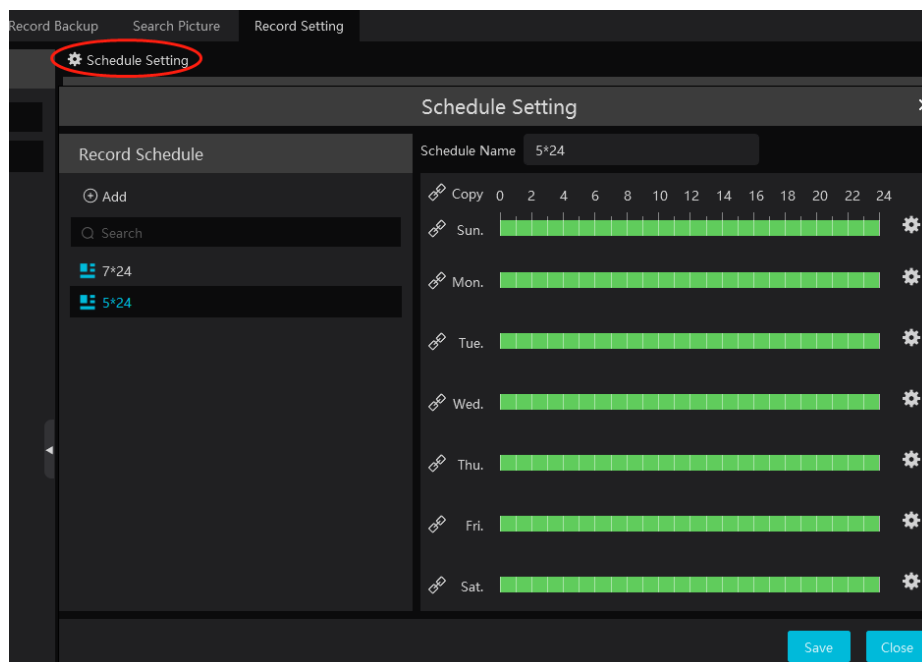 Record Backup Search Picture Record Setting
Schedule Setting
Schedule Setting
Record Schedule
Add
Search
7*24
5*24
Schedule Name 5*24
Copy 0 2 4 6 8 10 12 14 16 18 20 22 24
Sun.
Mon.
Tue.
Wed.
Thu.
Fri.
Sat.
Save Close